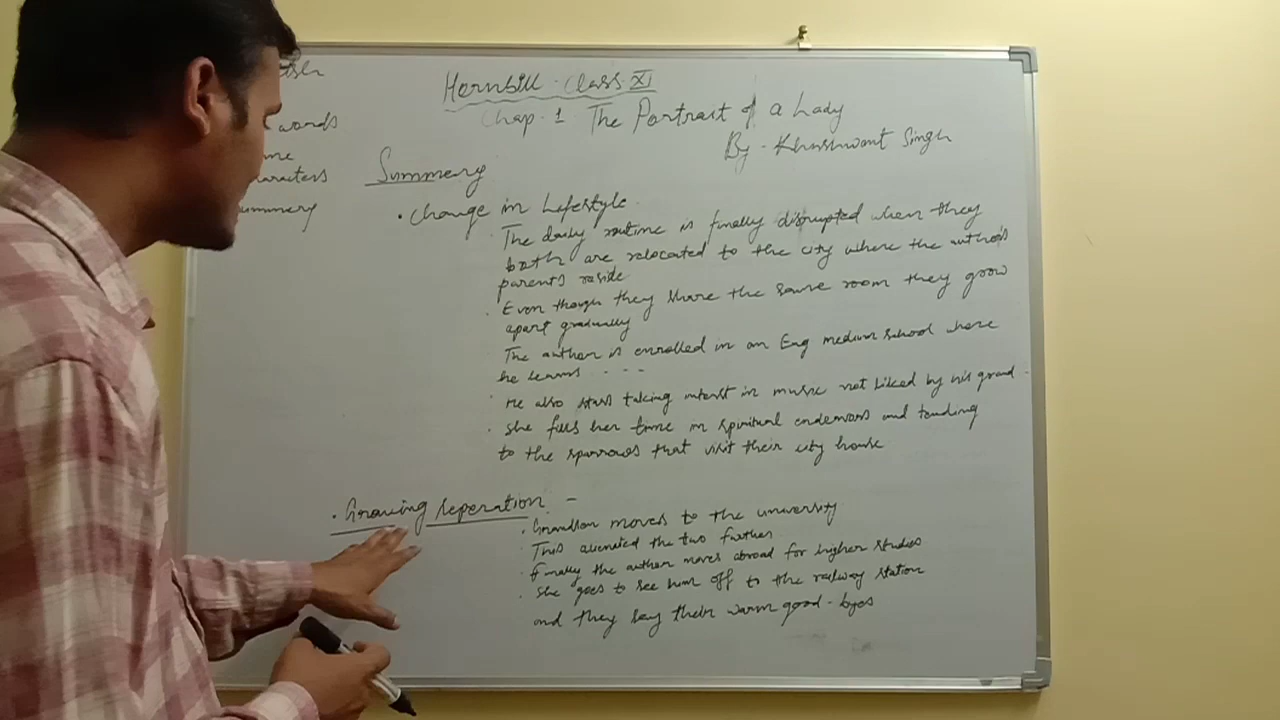 Hornbill Class XI
Chap. 1 The Portrait of a Lady
By - Khushwant Singh
words
Summery
Summery
• Change in Lifestyle
• The daily routine is finally disrupted when they
both are relocated to the city where the author's
parents reside
• Even though they share the same room they grow
apart gradually
The author is enrolled in an Eng medium school where
he learns . . . .
• He also stars taking interst in music not liked by his grand-
• She fills her time in spiritual endevors and tending
to the sparrows that visit their city house
• Growing Seperation -
• Grandson moves to the university
• This alienated the two further
• Finally the author moves abroad for higher studies
• She goes to see him off to the railway station
and they say their warm good-byes